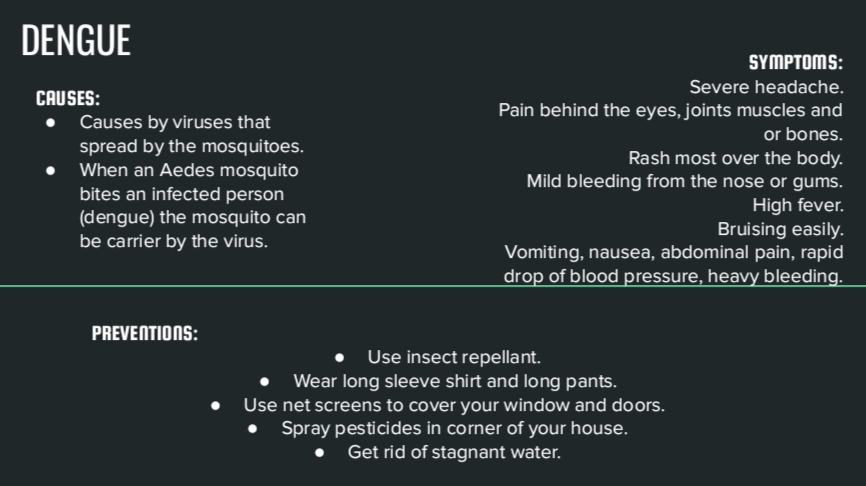 DENGUE
CAUSES:
● Causes by viruses that
spread by the mosquitoes.
● When an Aedes mosquito
bites an infected person
(dengue) the mosquito can
be carrier by the virus.
SYMPTOMS:
Severe headache.
Pain behind the eyes, joints muscles and
or bones.
Rash most over the body.
Mild bleeding from the nose or gums.
High fever.
Bruising easily.
Vomiting, nausea, abdominal pain, rapid
drop of blood pressure, heavy bleeding.
PREVENTIONS:
● Use insect repellant.
● Wear long sleeve shirt and long pants.
● Use net screens to cover your window and doors.
● Spray pesticides in corner of your house.
● Get rid of stagnant water.